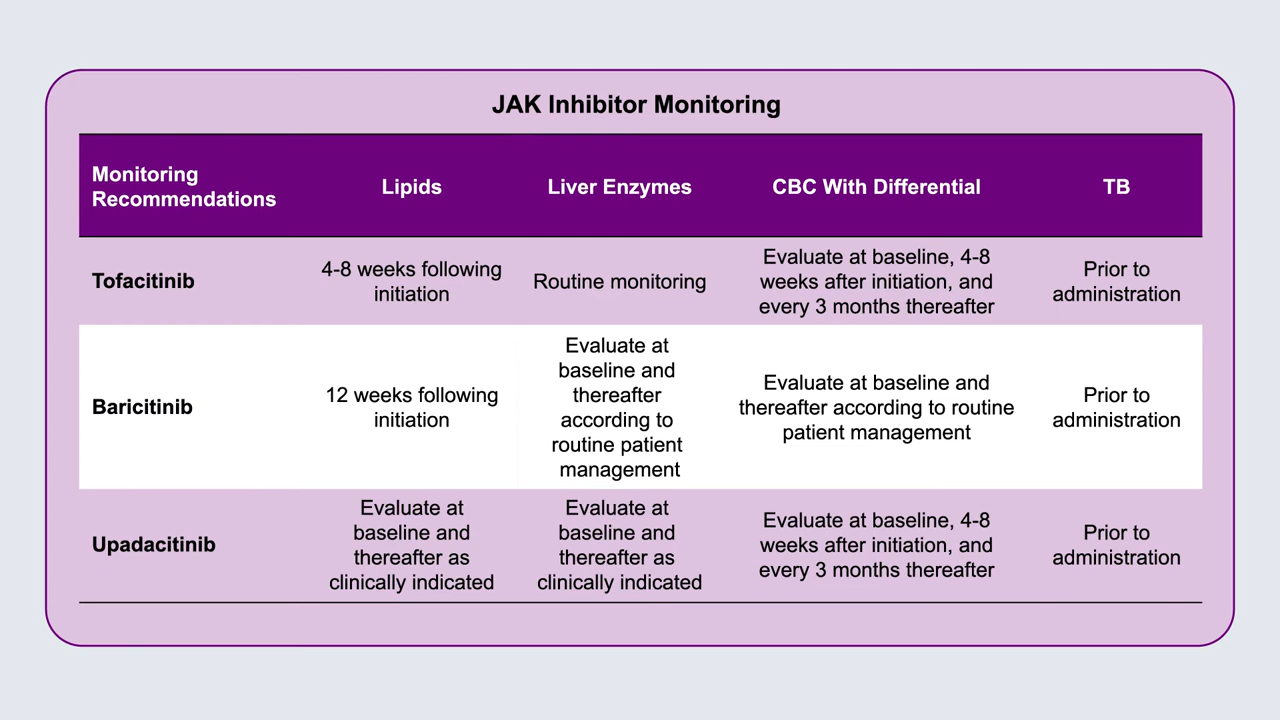 JAK Inhibitor Monitoring
Monitoring
Recommendations
Lipids
Liver Enzymes
CBC With Differential
TB
Tofacitinib
4-8 weeks following
initiation
Routine monitoring
Evaluate at baseline, 4-8
weeks after initiation, and
every 3 months thereafter
Prior to
administration
Baricitinib
12 weeks following
initiation
Evaluate at
baseline and
thereafter
according to
routine patient
management
Evaluate at baseline and
thereafter according to routine
patient management
Prior to
administration
Upadacitinib
Evaluate at
baseline and
thereafter as
clinically indicated
Evaluate at
baseline and
thereafter as
clinically indicated
Evaluate at baseline, 4-8
weeks after initiation, and
every 3 months thereafter
Prior to
administration